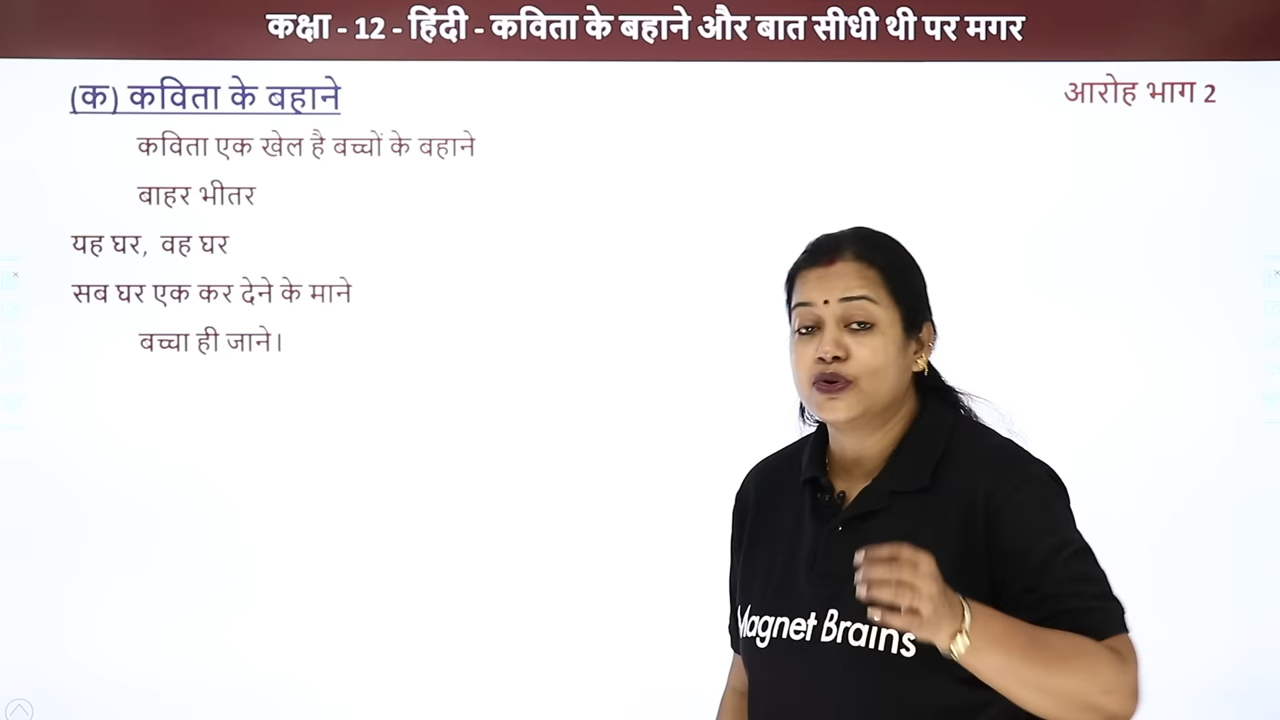 कक्षा - 12 - हिंदी - कविता के बहाने और बात सीधी थी पर मगर
(क) कविता के बहाने
आरोह भाग 2
कविता एक खेल है बच्चों के बहाने
बाहर भीतर
यह घर, वह घर
सब घर एक कर देने के माने
बच्चा ही जाने।
Magnet Brains